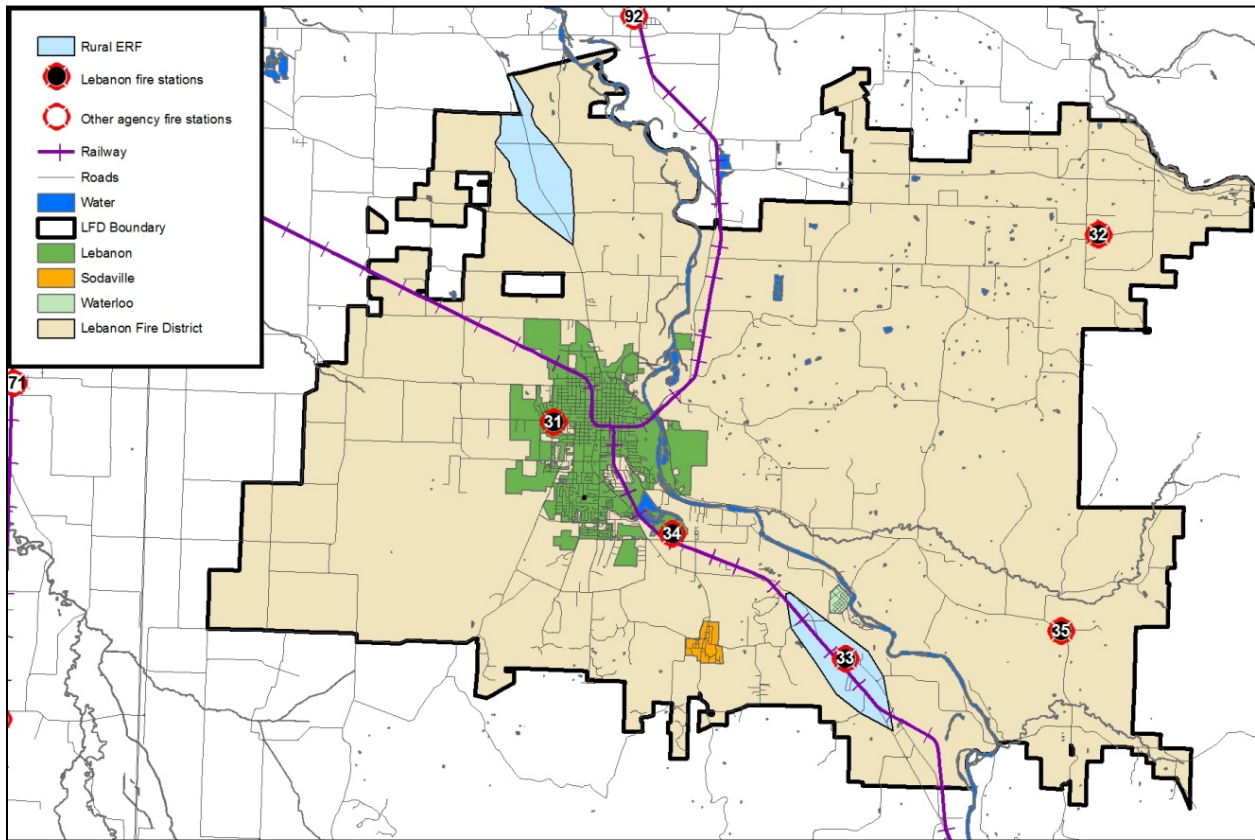 Rural ERF
Lebanon fire stations
Other agency fire stations
Railway
Roads
Water
LFD Boundary
Lebanon
Sodaville
Waterloo
Lebanon Fire District
92
32
71
31
34
35
33